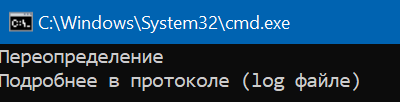 C:\Windows\System32\cmd.exe
Переопределение
Подробнее в протоколе (log файле)